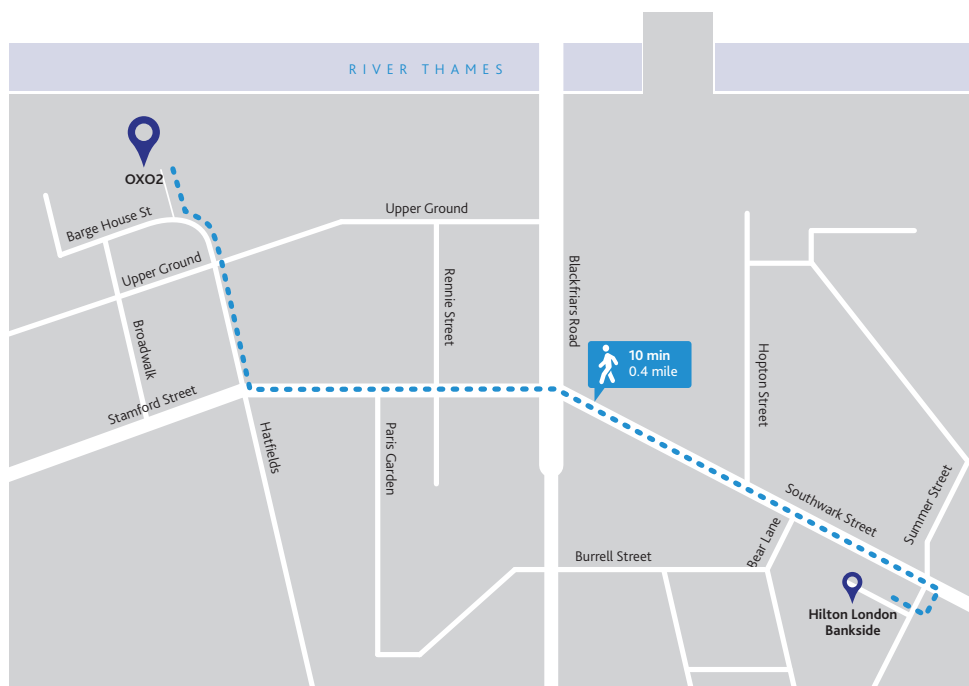 RIVER THAMES
OXO2
Barge House St
Upper Ground
Upper Ground
Rennie Street
Blackfriars Road
Broadwalk
10 min
0.4 mile
Hopton Street
Stamford Street
Hatfields
Paris Garden
Southwark Street
Summer Street
Bear Lane
Burrell Street
Hilton London
Bankside